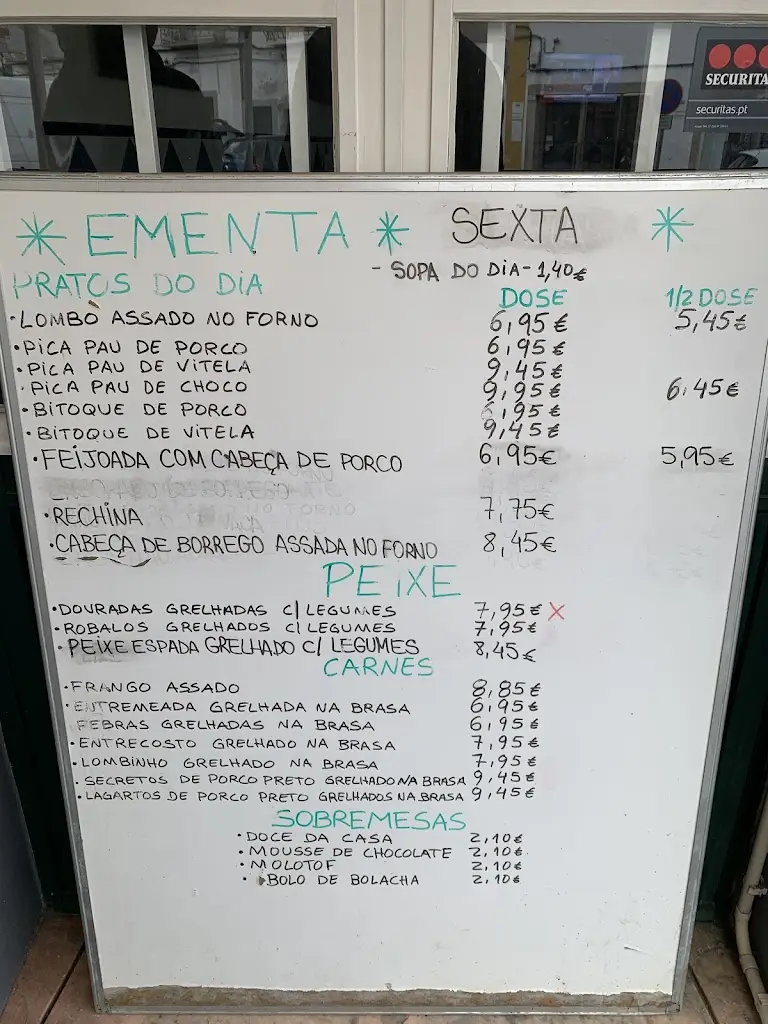 SECURITA
securitas.pt
* EMENTA * SEXTA *
- SOPA DO DIA - 1,40€
PRATOS DO DIA DOSE 1/2 DOSE
• LOMBO ASSADO NO FORNO 6,95€ 5,45€
• PICA PAU DE PORCO 6,95€
• PICA PAU DE VITELA 9,45€
• PICA PAU DE CHOCO 9,95€ 6,45€
• BITOQUE DE PORCO 6,95€
• BITOQUE DE VITELA 9,45€
• FEIJOADA COM CABEÇA DE PORCO 6,95€ 5,95€
• RECHINA 7,75€
• CABEÇA DE BORREGO ASSADA NO FORNO 8,45€
PEIXE
• DOURADAS GRELHADAS C/ LEGUMES 7,95€ X
• ROBALOS GRELHADOS C/ LEGUMES 7,95€
• PEIXE ESPADA GRELHADO C/ LEGUMES 8,45€
CARNES
• FRANGO ASSADO 8,85€
• ENTREMEADA GRELHADA NA BRASA 6,95€
FEBRAS GRELHADAS NA BRASA 6,95€
• ENTRECOSTO GRELHADO NA BRASA 7,95€
• LOMBINHO GRELHADO NA BRASA 7,95€
• SECRETOS DE PORCO PRETO GRELHADO NA BRASA 9,45€
• LAGARTOS DE PORCO PRETO GRELHADOS NA BRASA 9,45€
SOBREMESAS
• DOCE DA CASA 2,10€
• MOUSSE DE CHOCOLATE 2,10€
• MOLOTOF 2,10€
• BOLO DE BOLACHA 2,10€